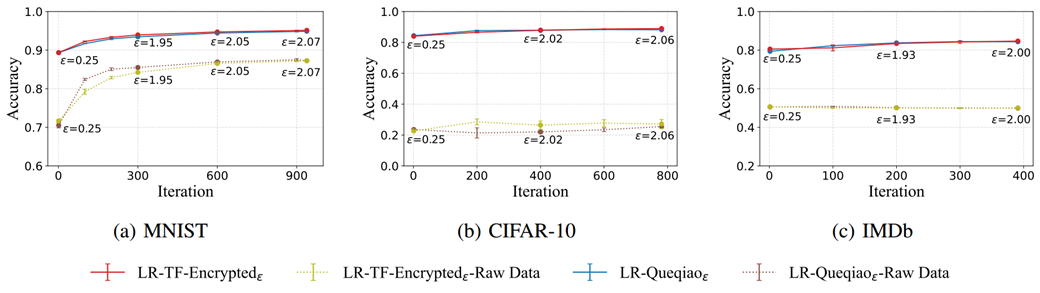 1.0
0.9
0.8
0.7
0.6
Accuracy
ε=0.25
ε=1.95
ε=2.05
ε=2.07
ε=0.25
ε=1.95
ε=2.05
ε=2.07
0 300 600 900
Iteration
(a) MNIST
1.0
0.8
0.6
0.4
0.2
0.0
Accuracy
ε=0.25
ε=2.02
ε=2.06
ε=0.25
ε=2.02
ε=2.06
0 200 400 600 800
Iteration
(b) CIFAR-10
1.0
0.8
0.6
0.4
0.2
Accuracy
ε=0.25
ε=1.93
ε=2.00
ε=0.25
ε=1.93
ε=2.00
0 100 200 300 400
Iteration
(c) IMDb
LR-TF-Encryptedε LR-TF-Encryptedε-Raw Data LR-Queqiaoε LR-Queqiaoε-Raw Data